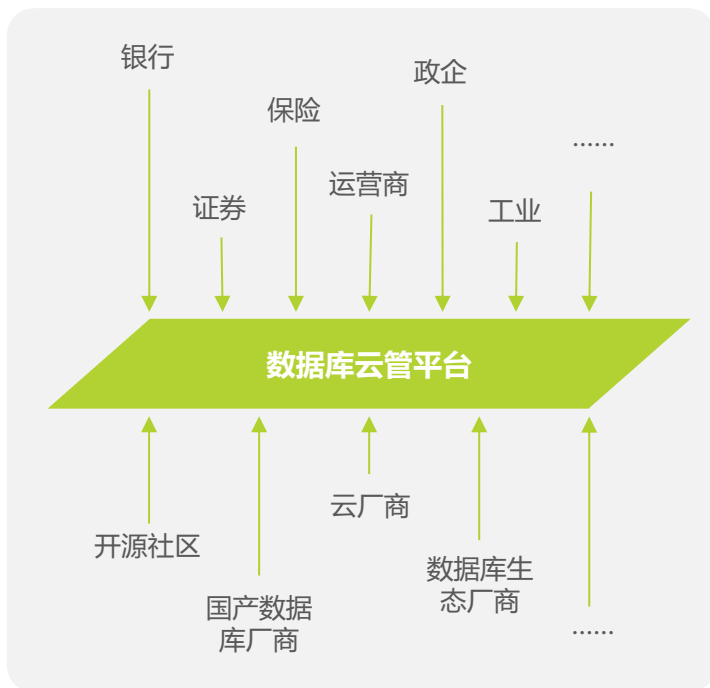 银行
政企
保险
……
运营商
证券
工业
数据库云管平台
云厂商
开源社区
数据库生
态厂商
国产数据
库厂商
……